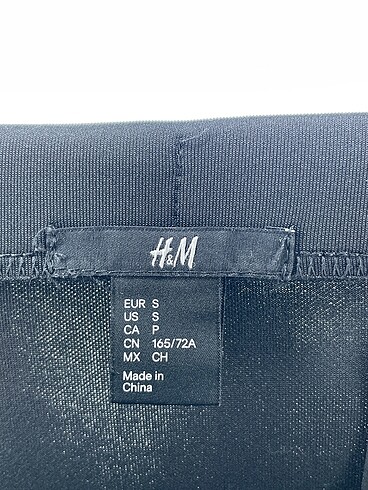 H&M
EUR S
US S
CA P
CN 165/72A
MX CH
Made in
China